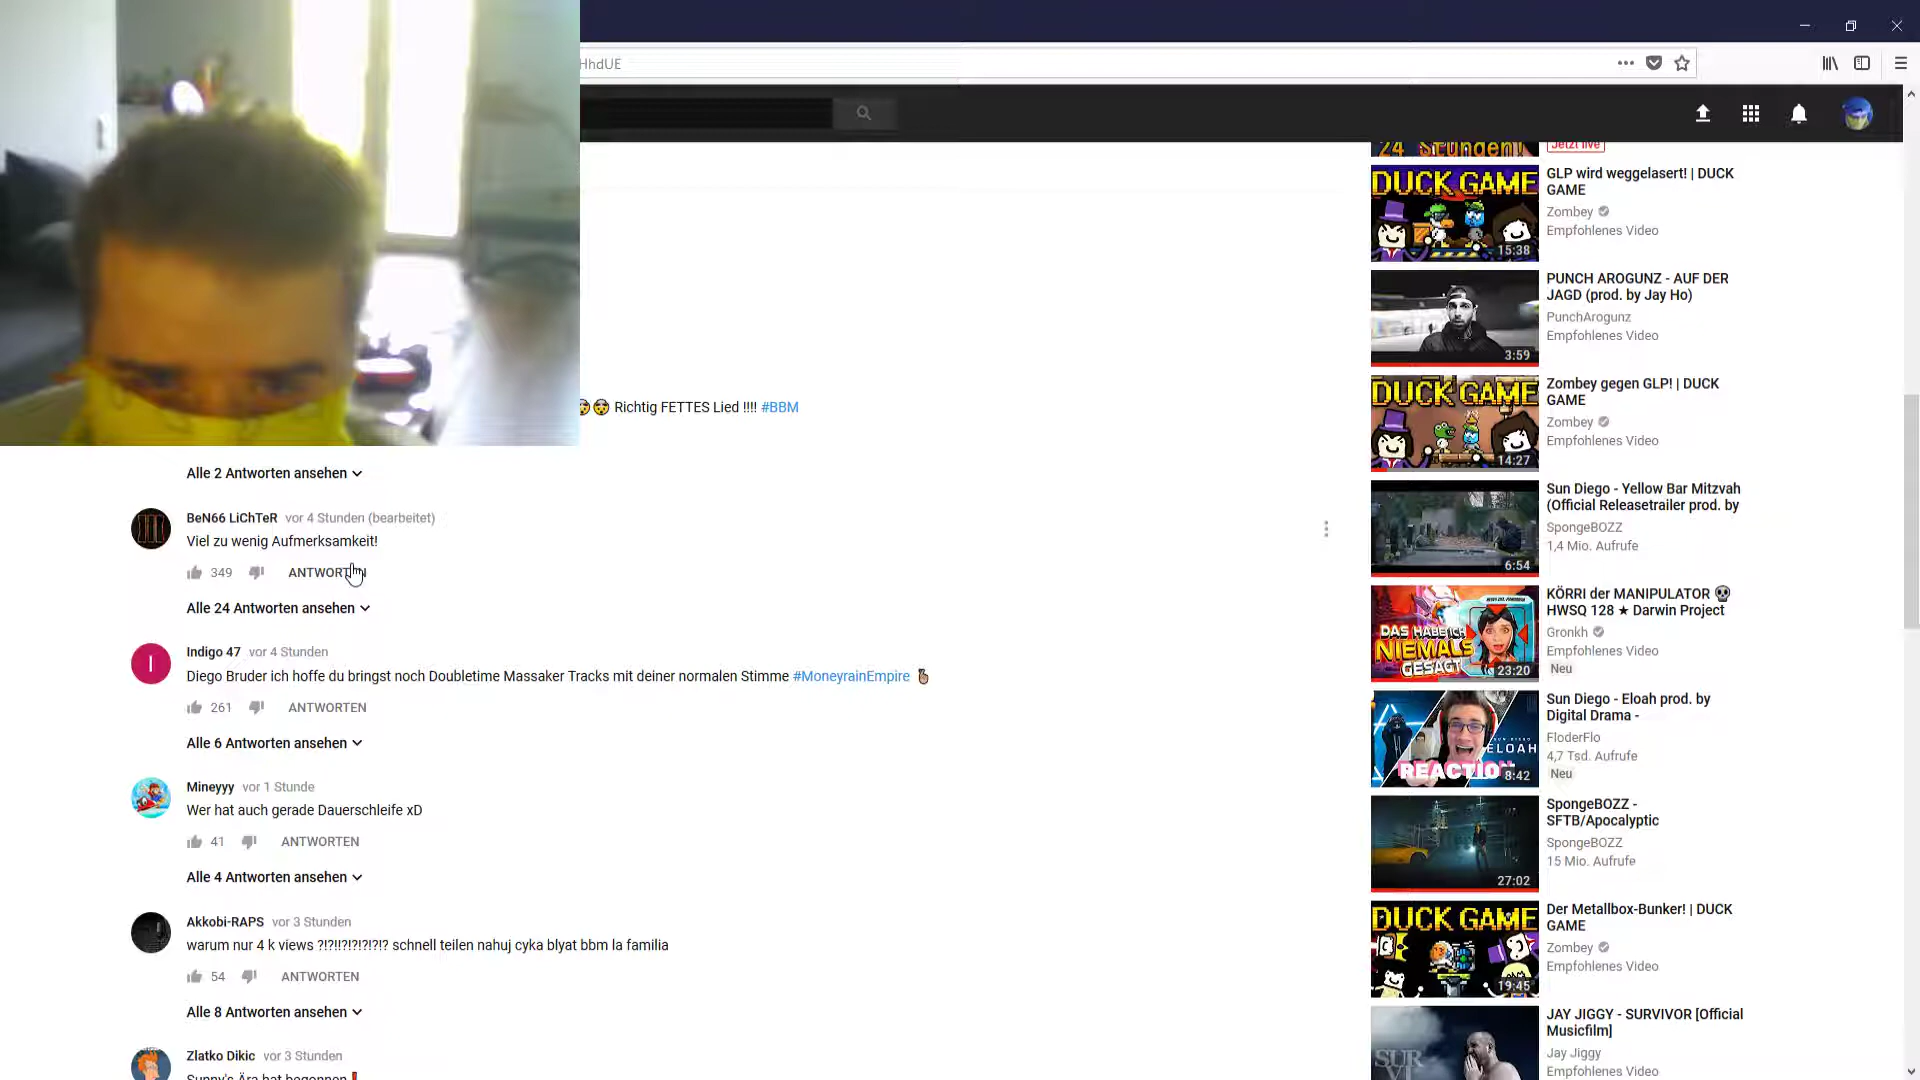 HhdUE
Richtig FETTES Lied !!!! #BBM
Alle 2 Antworten ansehen
BeN66 LiChTeR vor 4 Stunden (bearbeitet)
Viel zu wenig Aufmerksamkeit!
349 ANTWORTEN
Alle 24 Antworten ansehen
I
Indigo 47 vor 4 Stunden
Diego Bruder ich hoffe du bringst noch Doubletime Massaker Tracks mit deiner normalen Stimme #MoneyrainEmpire
261 ANTWORTEN
Alle 6 Antworten ansehen
Mineyyy vor 1 Stunde
Wer hat auch gerade Dauerschleife xD
41 ANTWORTEN
Alle 4 Antworten ansehen
Akkobi-RAPS vor 3 Stunden
warum nur 4 k views ?!?!!?!?!?!?!? schnell teilen nahuj cyka blyat bbm la familia
54 ANTWORTEN
Alle 8 Antworten ansehen
Zlatko Dikic vor 3 Stunden
Sunny's Ära hat begonnen
24 Stunden!
Jetzt live
DUCK GAME
15:38
GLP wird weggelasert! | DUCK
GAME
Zombey
Empfohlenes Video
3:59
PUNCH AROGUNZ - AUF DER
JAGD (prod. by Jay Ho)
PunchArogunz
Empfohlenes Video
DUCK GAME
14:27
Zombey gegen GLP! | DUCK
GAME
Zombey
Empfohlenes Video
6:54
Sun Diego - Yellow Bar Mitzvah
(Official Releasetrailer prod. by
SpongeBOZZ
1,4 Mio. Aufrufe
DAS HABE ICH
NIEMALS
GESAGT
23:20
KÖRRI der MANIPULATOR
HWSQ 128 ★ Darwin Project
Gronkh
Empfohlenes Video
Neu
ELOAH
REACTION
8:42
Sun Diego - Eloah prod. by
Digital Drama -
FloderFlo
4,7 Tsd. Aufrufe
Neu
27:02
SpongeBOZZ -
SFTB/Apocalyptic
SpongeBOZZ
15 Mio. Aufrufe
DUCK GAME
19:45
Der Metallbox-Bunker! | DUCK
GAME
Zombey
Empfohlenes Video
SURVI
JAY JIGGY - SURVIVOR [Official
Musicfilm]
Jay Jiggy
Empfohlenes Video